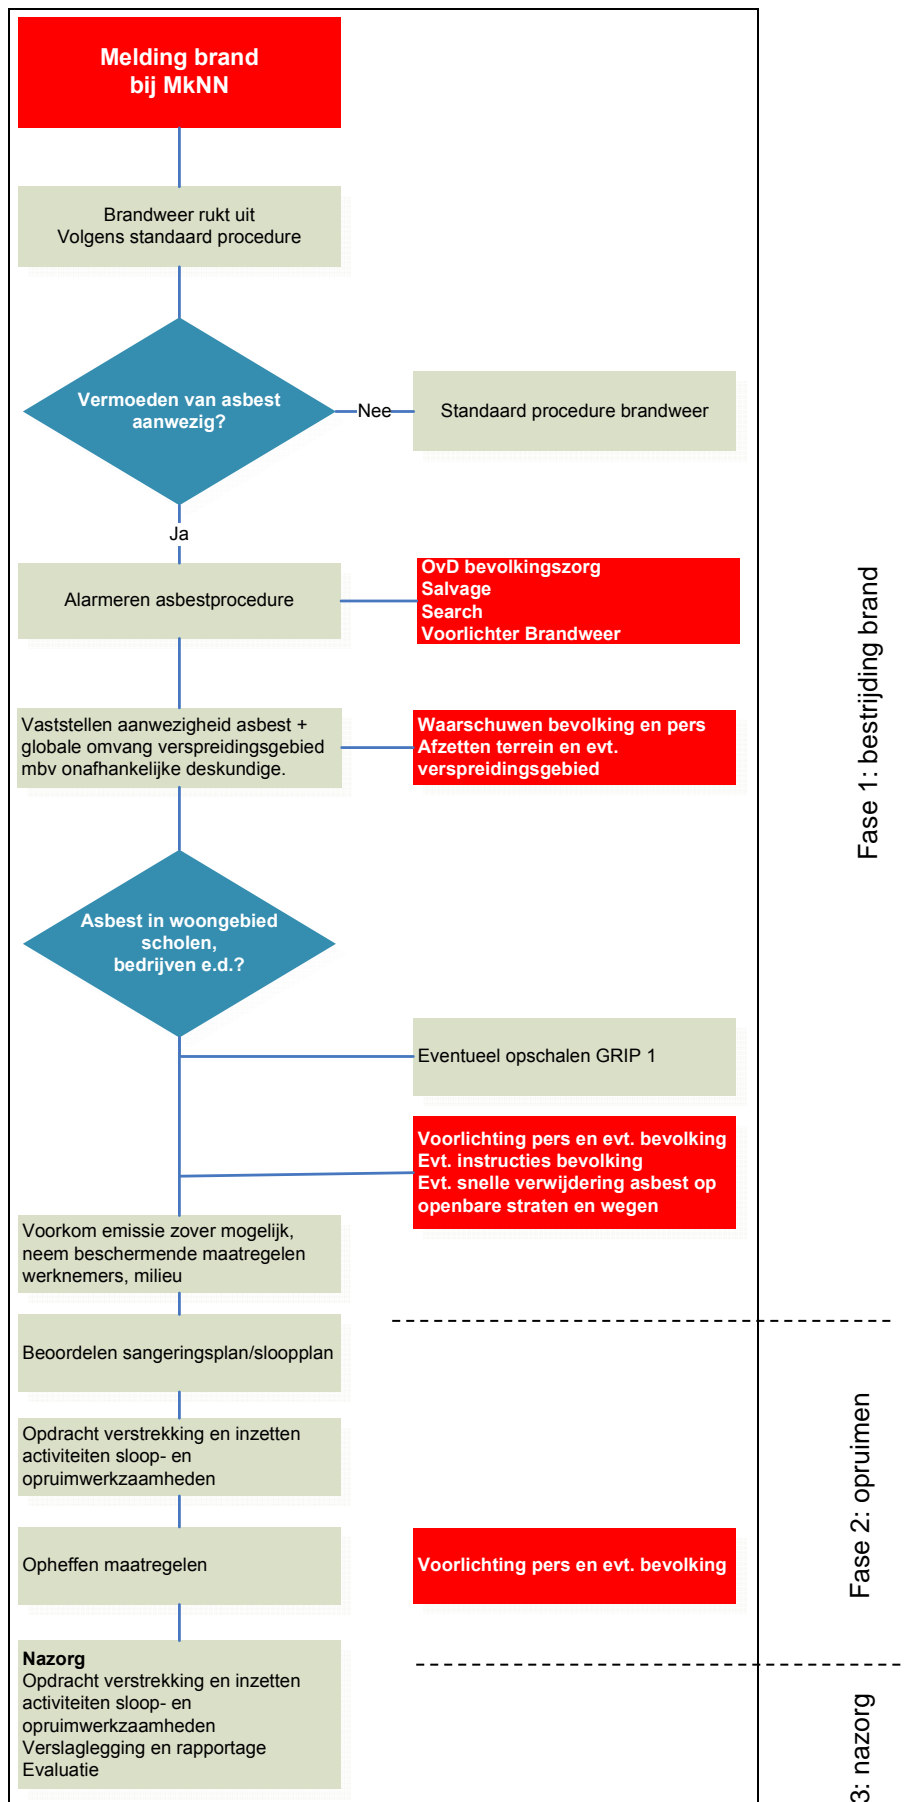 Melding brand
bij MkNN
Brandweer rukt uit
Volgens standaard procedure
Vermoeden van asbest
aanwezig?
Nee
Standaard procedure brandweer
Ja
Alarmeren asbestprocedure
OvD bevolkingszorg
Salvage
Search
Voorlichter Brandweer
Vaststellen aanwezigheid asbest +
globale omvang verspreidingsgebied
mbv onafhankelijke deskundige.
Waarschuwen bevolking en pers
Afzetten terrein en evt.
verspreidingsgebied
Asbest in woongebied
scholen,
bedrijven e.d.?
Eventueel opschalen GRIP 1
Voorlichting pers en evt. bevolking
Evt. instructies bevolking
Evt. snelle verwijdering asbest op
openbare straten en wegen
Voorkom emissie zover mogelijk,
neem beschermende maatregelen
werknemers, milieu
Fase 1: bestrijding brand
Beoordelen sangeringsplan/sloopplan
Opdracht verstrekking en inzetten
activiteiten sloop- en
opruimwerkzaamheden
Opheffen maatregelen
Voorlichting pers en evt. bevolking
Fase 2: opruimen
Nazorg
Opdracht verstrekking en inzetten
activiteiten sloop- en
opruimwerkzaamheden
Verslaglegging en rapportage
Evaluatie
3: nazorg